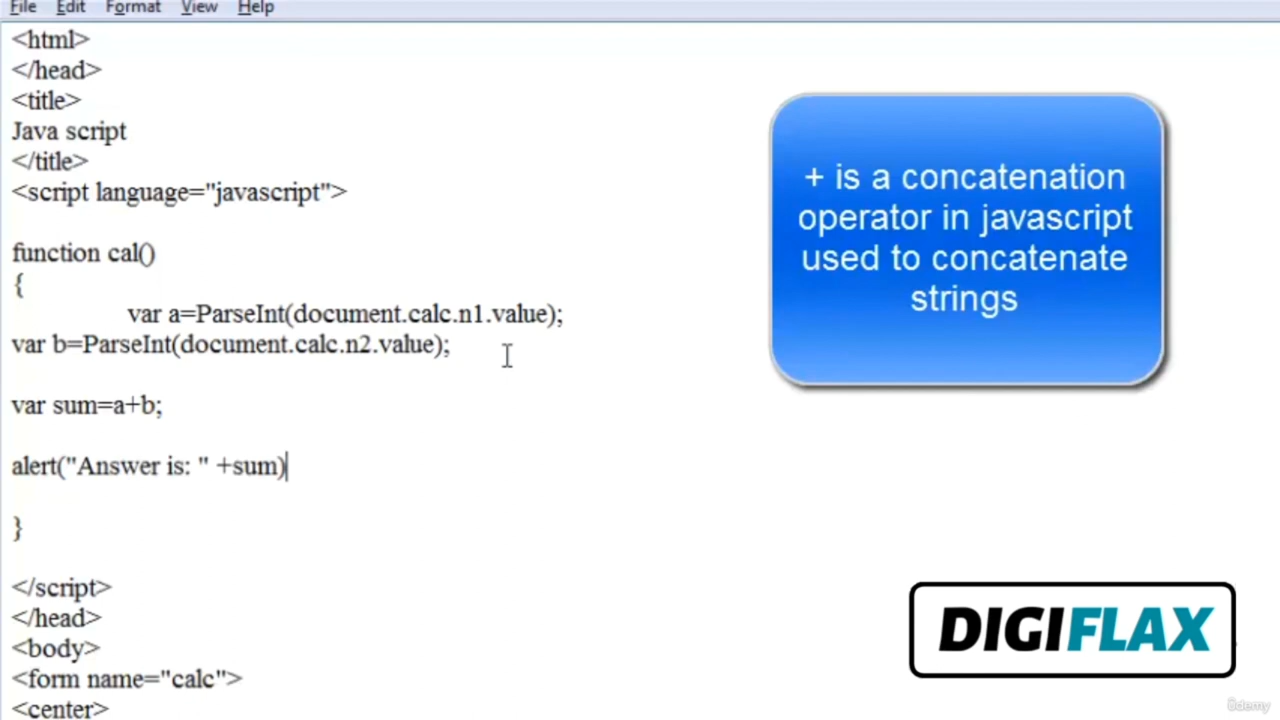 File Edit Format View Help
<html>
</head>
<title>
Java script
</title>
<script language="javascript">
function cal()
{
var a=ParseInt(document.calc.n1.value);
var b=ParseInt(document.calc.n2.value);
var sum=a+b;
alert("Answer is: " +sum)
}
</script>
</head>
<body>
<form name="calc">
<center>
+ is a concatenation
operator in javascript
used to concatenate
strings
DIGIFLAX
ûdemy